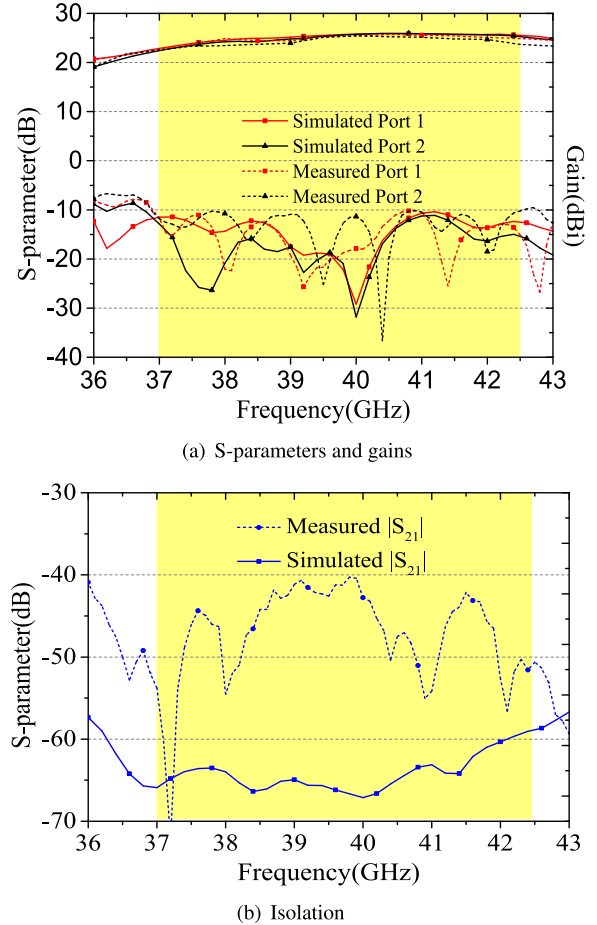 30
20
10
0
-10
-20
-30
-40
S-parameter(dB)
Gain(dBi)
Simulated Port 1
Simulated Port 2
Measured Port 1
Measured Port 2
36 37 38 39 40 41 42 43
Frequency(GHz)
(a) S-parameters and gains
-30
-40
-50
-60
-70
S-parameter(dB)
Measured |S21|
Simulated |S21|
36 37 38 39 40 41 42 43
Frequency(GHz)
(b) Isolation